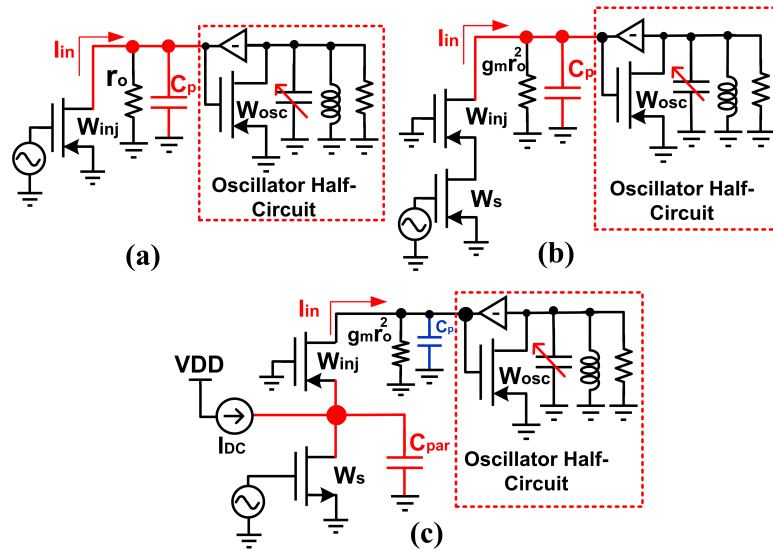 Iin
ro
Cp
Winj
Wosc
Oscillator Half-
Circuit
(a)
Iin
gmro2
Cp
Winj
Wosc
Ws
Oscillator Half-
Circuit
(b)
Iin
gmro2
Cp
Winj
Wosc
VDD
IDC
Cpar
Ws
Oscillator Half-
Circuit
(c)